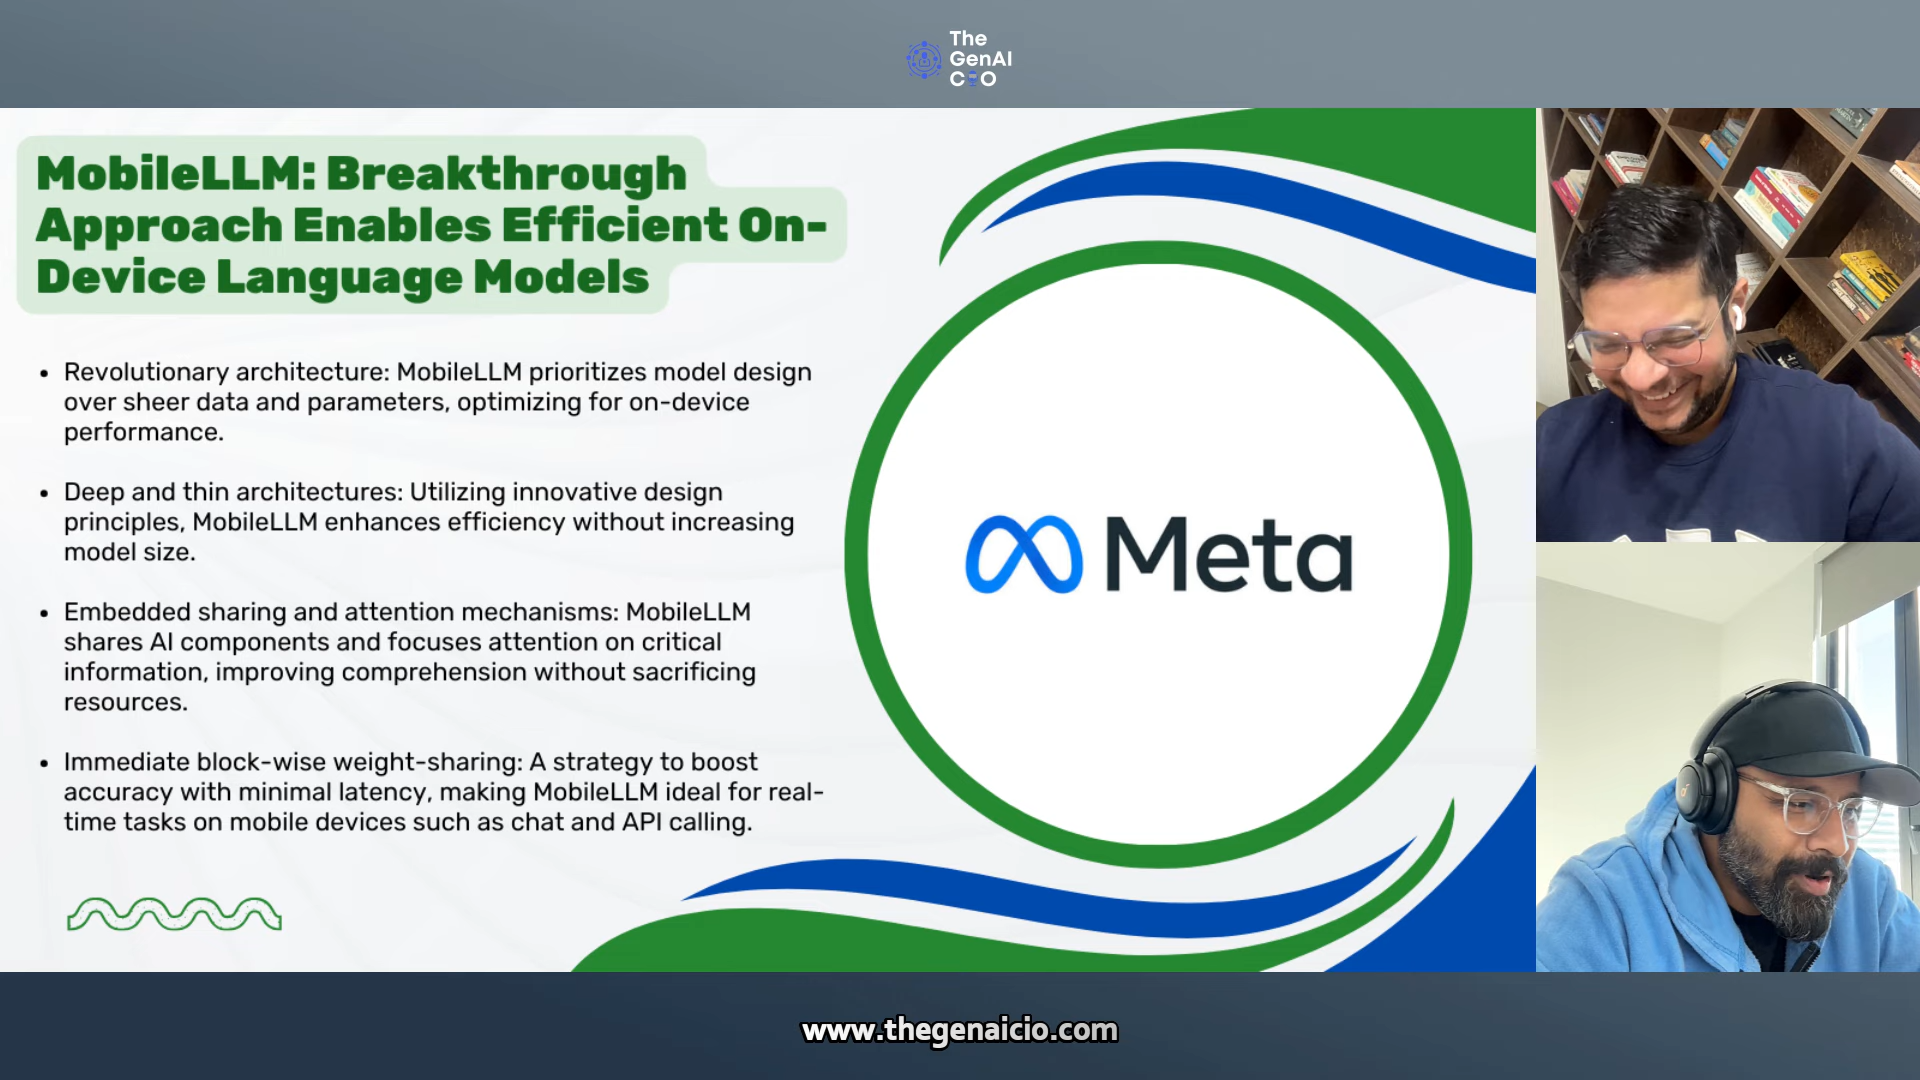 The
GenAI
CIO
MobileLLM: Breakthrough
Approach Enables Efficient On-
Device Language Models
• Revolutionary architecture: MobileLLM prioritizes model design
over sheer data and parameters, optimizing for on-device
performance.
• Deep and thin architectures: Utilizing innovative design
principles, MobileLLM enhances efficiency without increasing
model size.
• Embedded sharing and attention mechanisms: MobileLLM
shares AI components and focuses attention on critical
information, improving comprehension without sacrificing
resources.
• Immediate block-wise weight-sharing: A strategy to boost
accuracy with minimal latency, making MobileLLM ideal for real-
time tasks on mobile devices such as chat and API calling.
Meta
www.thegenaicio.com